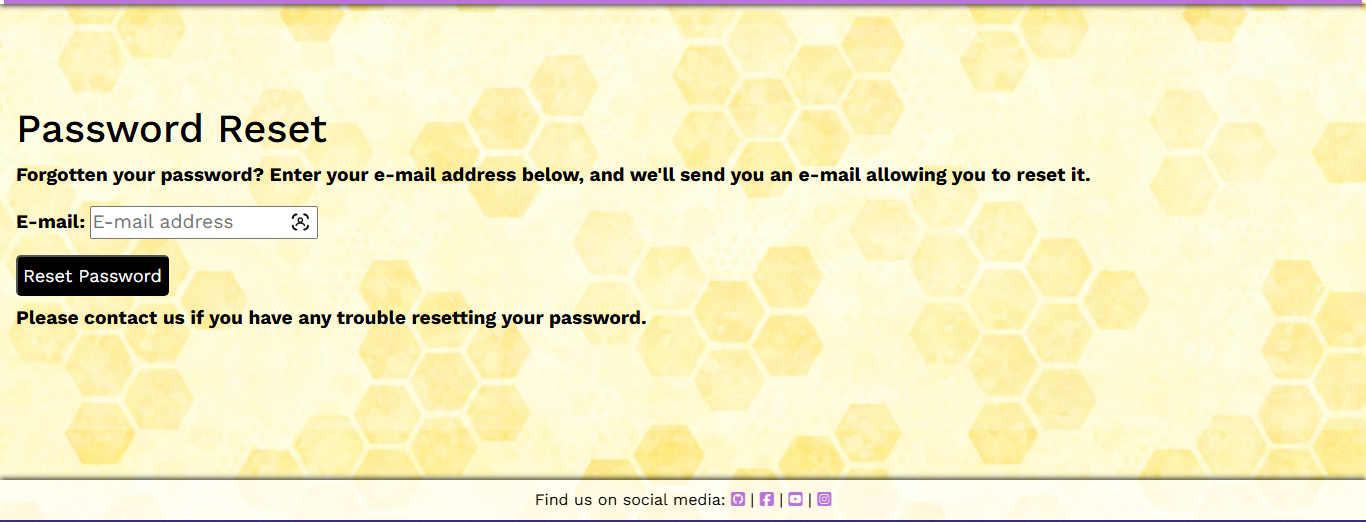 Password Reset
Forgotten your password? Enter your e-mail address below, and we'll send you an e-mail allowing you to reset it.
E-mail: E-mail address
Reset Password
Please contact us if you have any trouble resetting your password.
Find us on social media: | | |